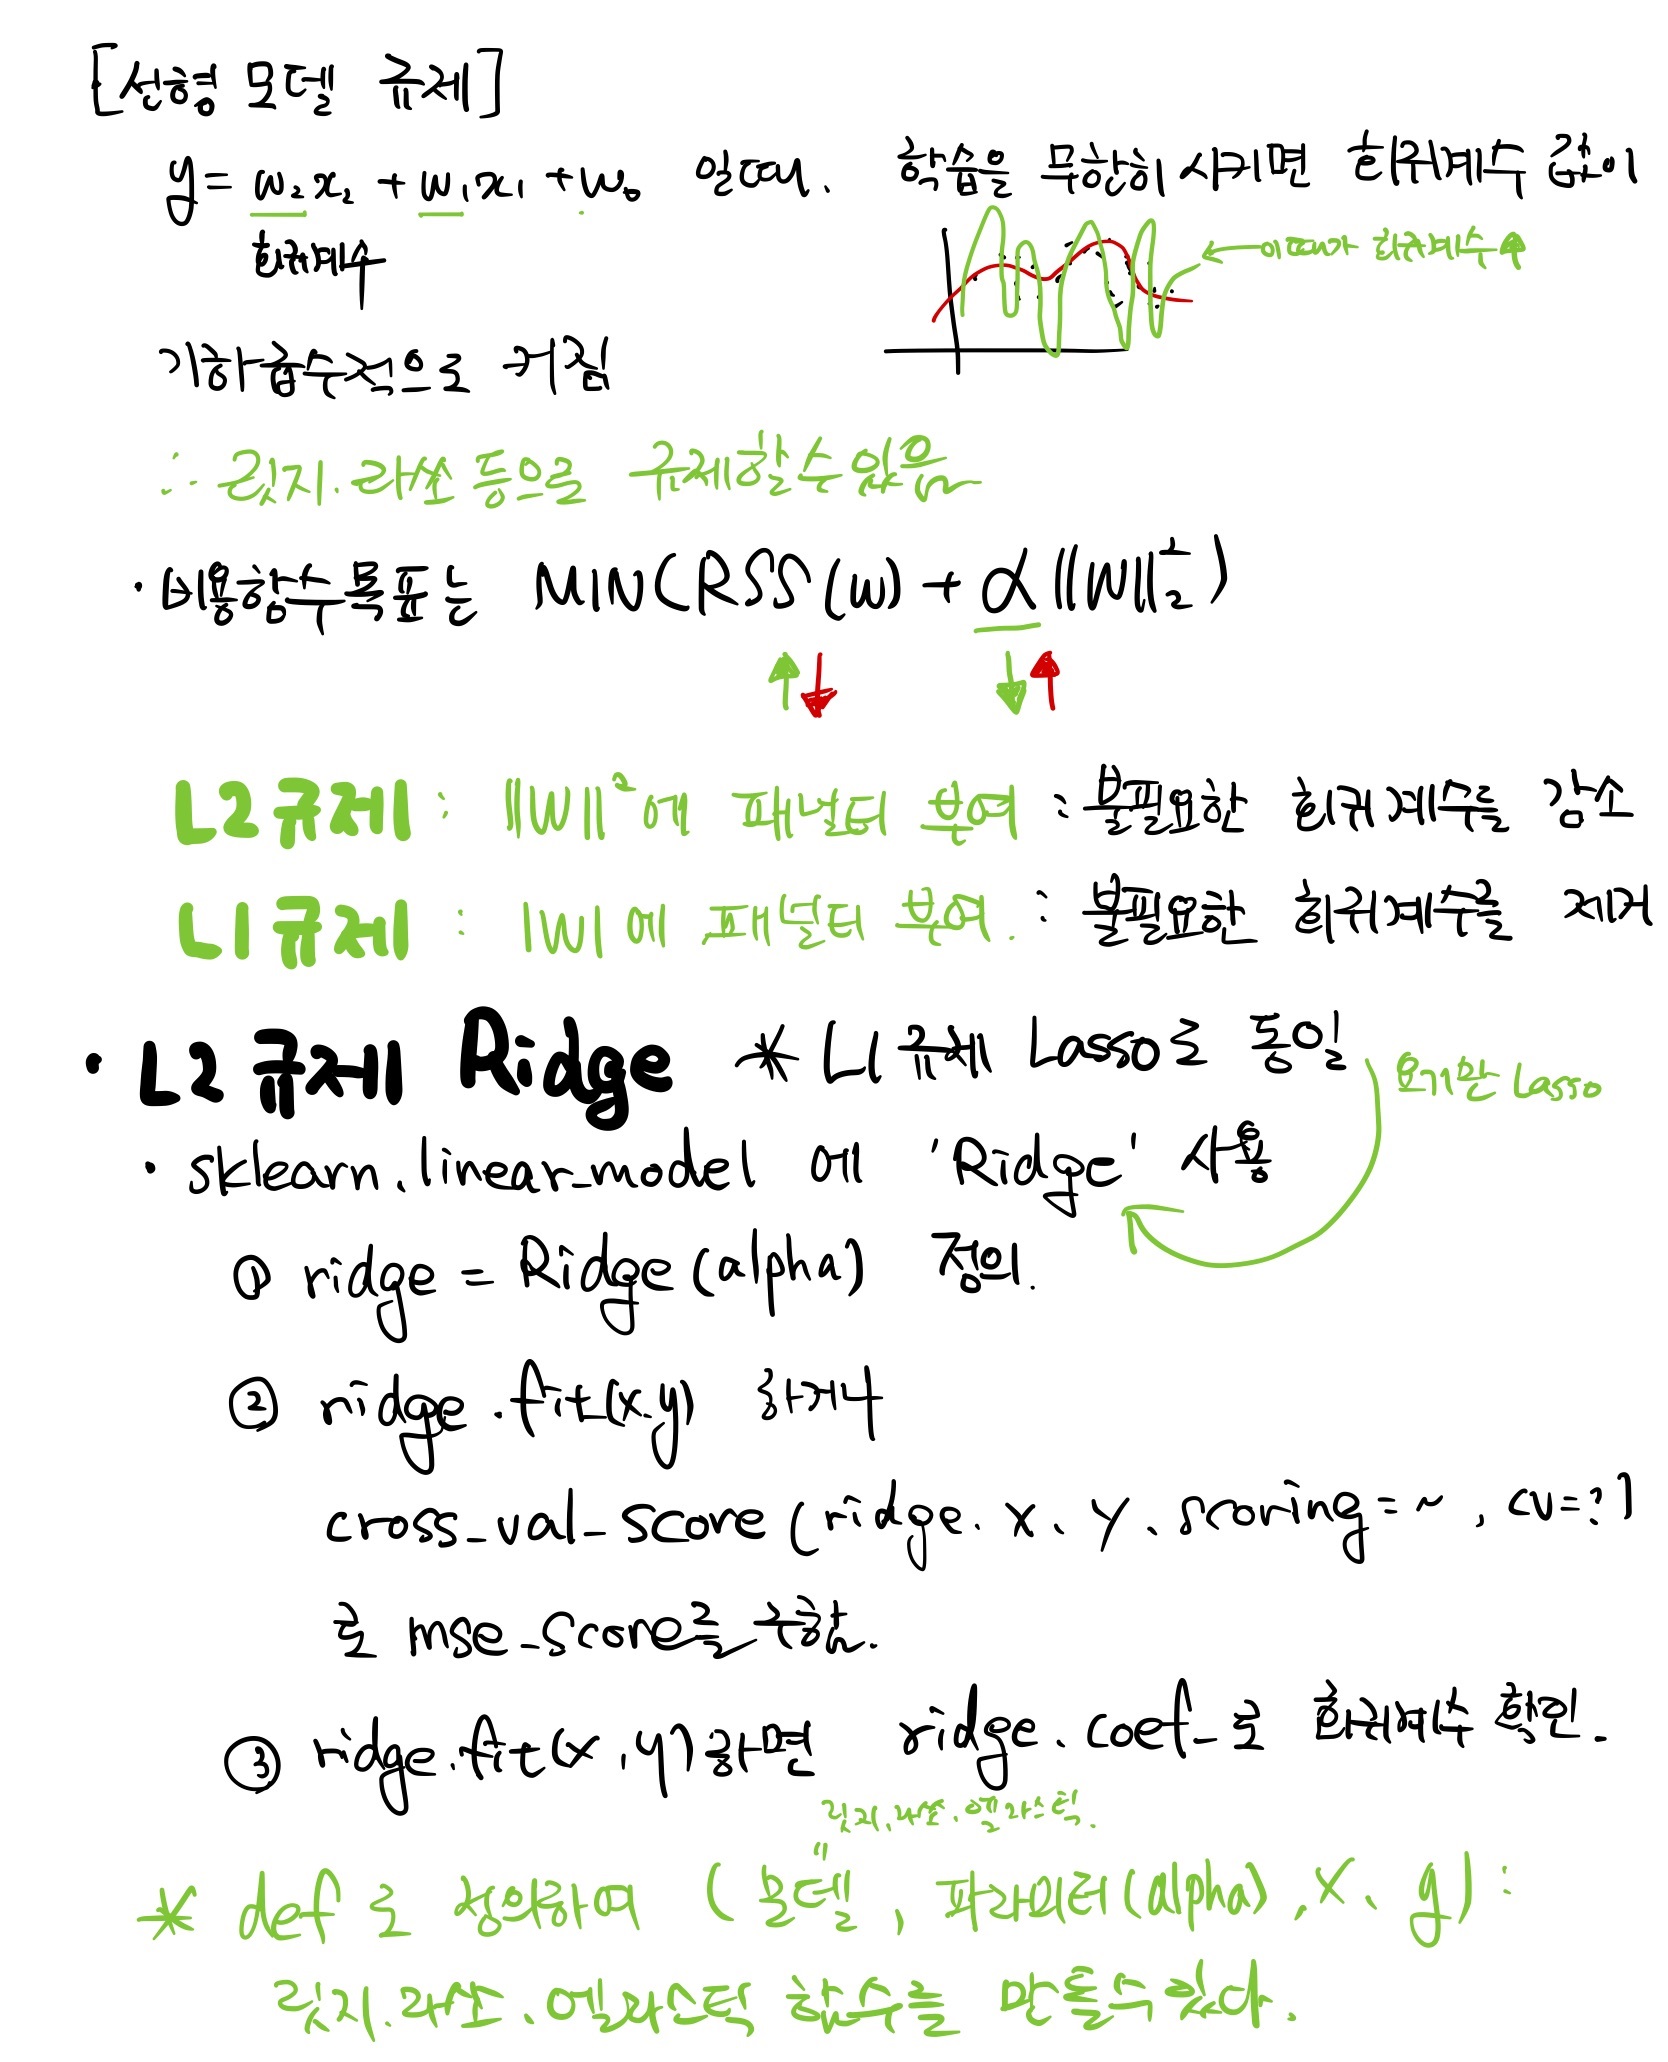 [선형 모델 규제]
y = w₂x₂ + w₁x₁ + w₀ 일때. 학습을 무한히 시키면 회귀계수 값이
회귀계수
←이때가 회귀계수↑
기하급수적으로 커짐
∴ 릿지. 라쏘 등으로 규제할 수 있음
· 비용함수목표는 MIN(RSS(w) + α||W||₂²)
↑↓ ↓↑
L2규제 : ||W||²에 패널티 부여 : 불필요한 회귀계수를 감소
L1규제 : |W|에 패널티 부여. : 불필요한 회귀계수를 제거
· L2규제 Ridge * L1규제 Lasso로 동일
요기만 Lasso
· sklearn.linear_model 에 'Ridge' 사용
① ridge = Ridge(alpha) 정의.
② ridge.fit(x.y) 하거나
cross_val_score (ridge. x. y. scoring=~, cv=?)
로 mse_score를 구함.
③ ridge.fit(x,y)하면 ridge.coef_로 회귀계수 확인.
릿지.라쏘.엘라스틱.
"
* def로 정의하여 (모델, 파라미터(alpha), X. y) :
릿지.라쏘.엘라스틱 함수를 만들수있다.